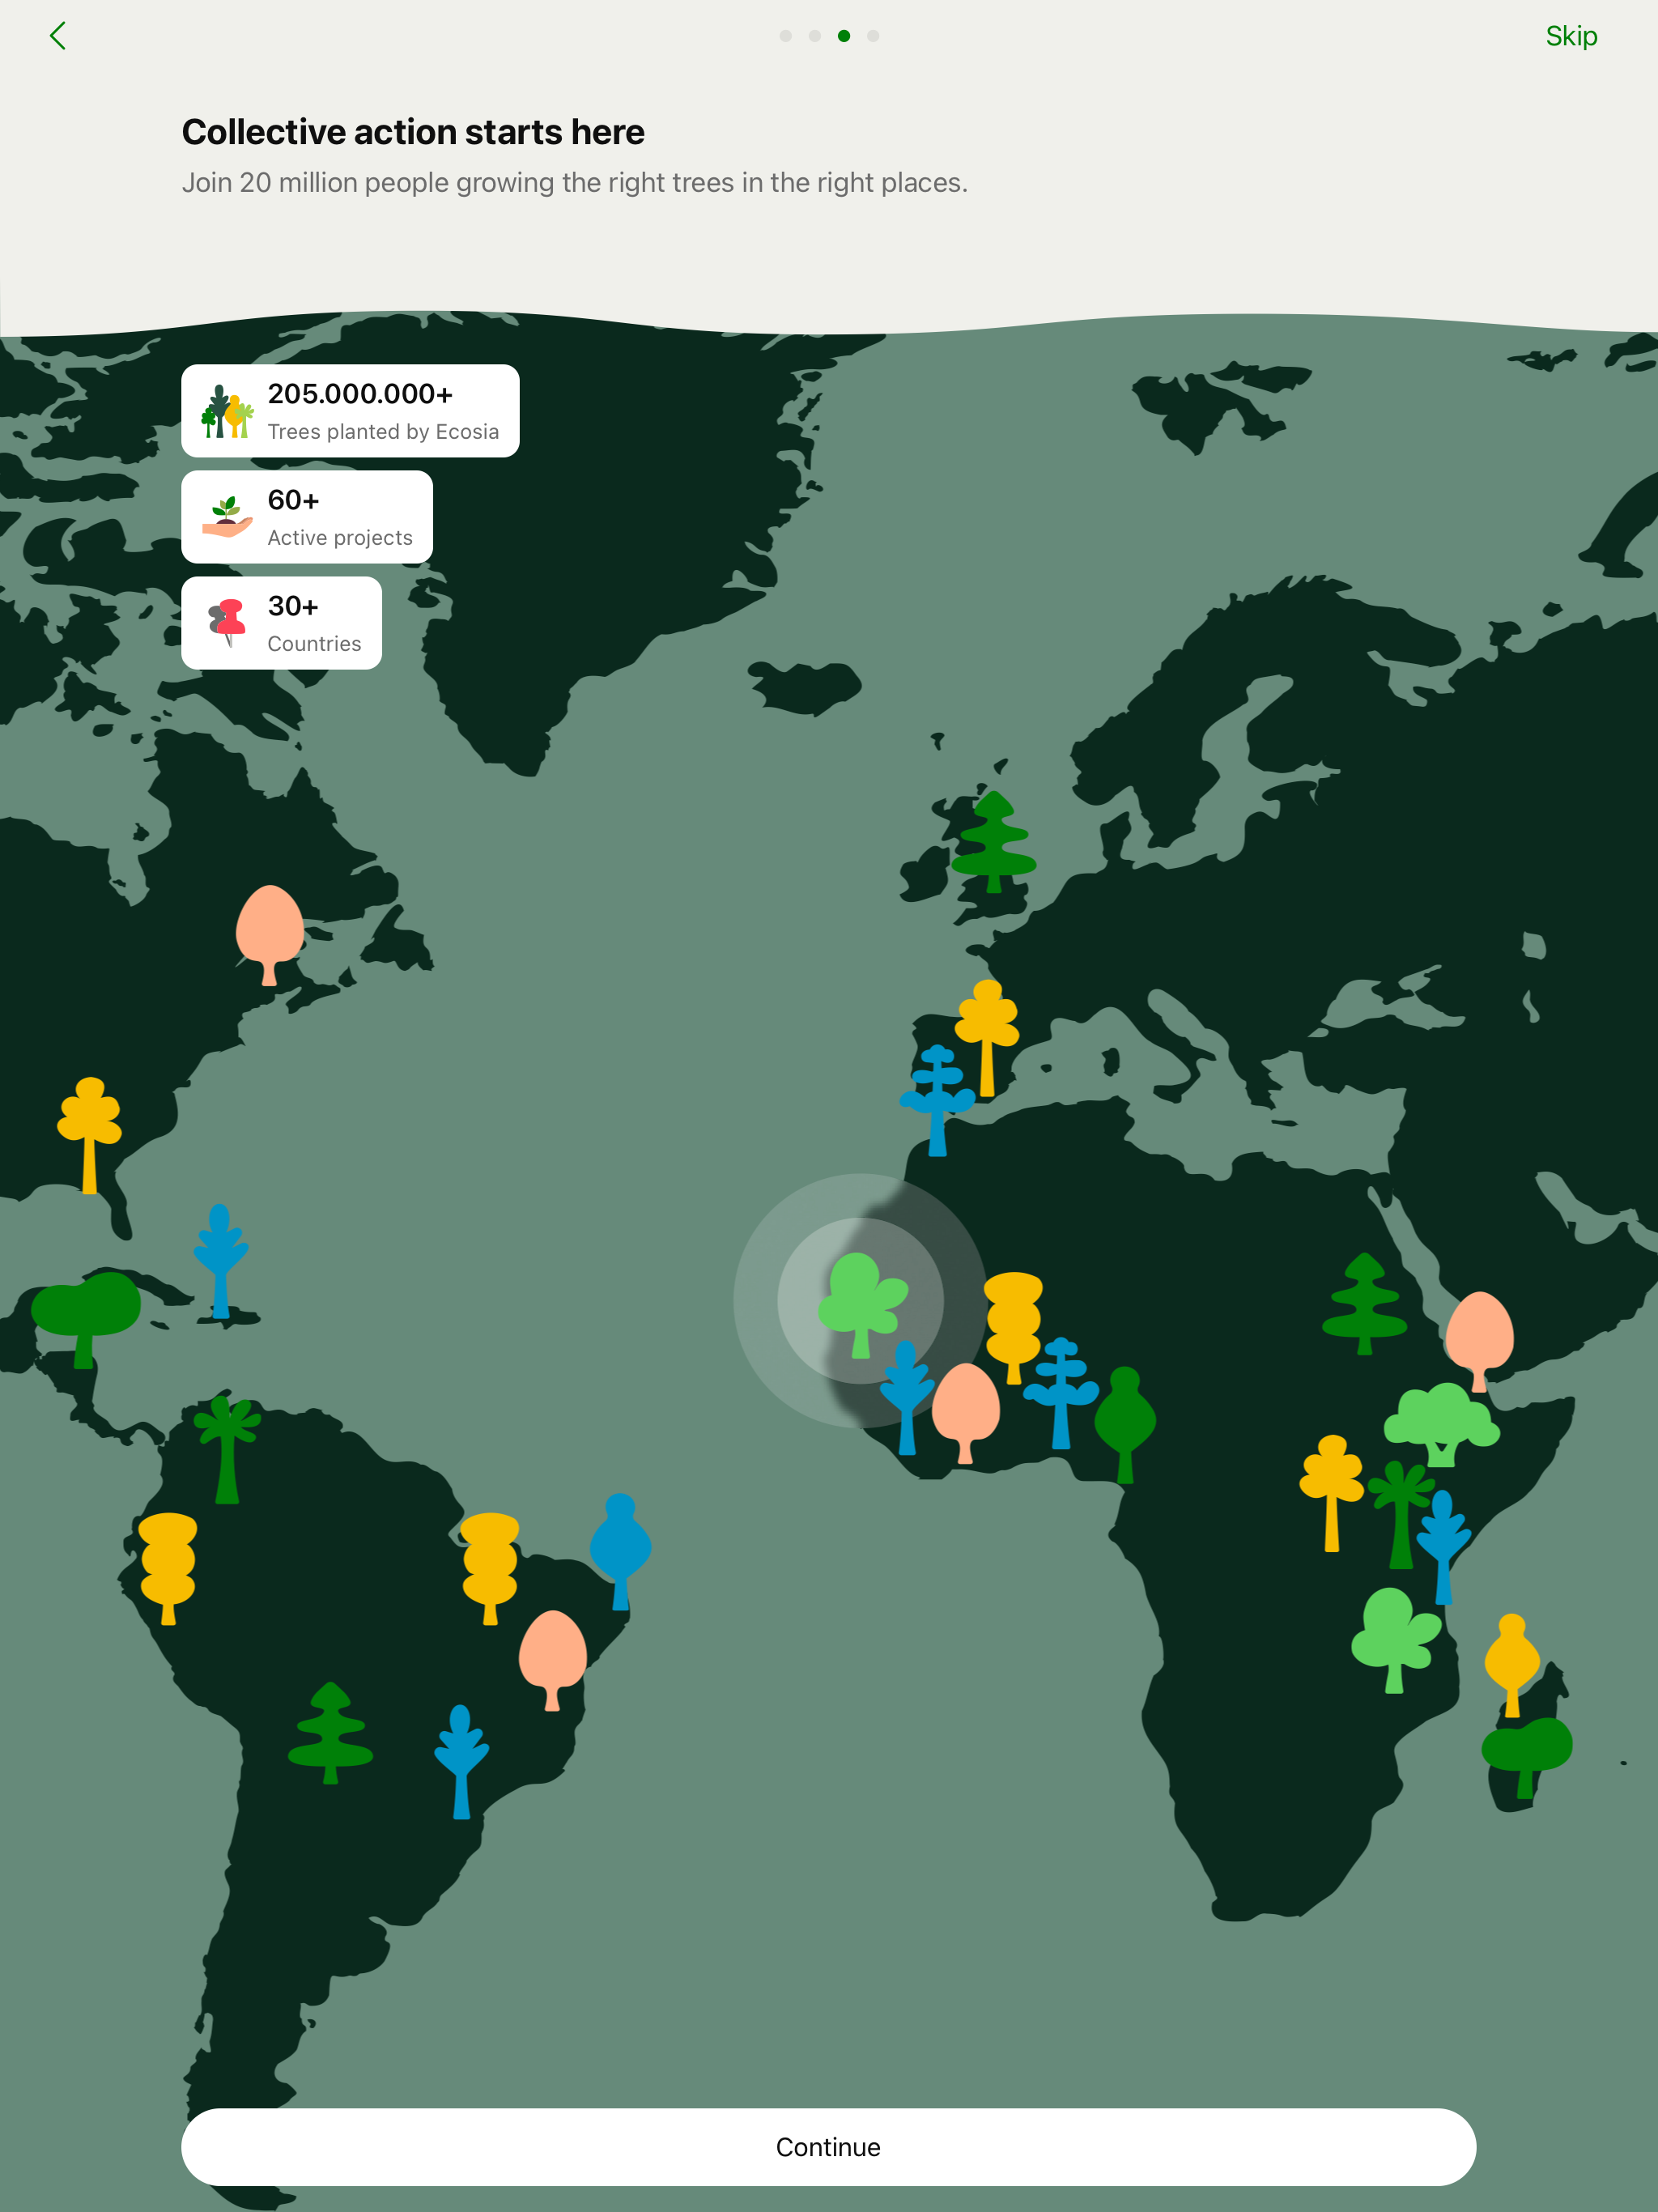 Skip
Collective action starts here
Join 20 million people growing the right trees in the right places.
205.000.000+
Trees planted by Ecosia
60+
Active projects
30+
Countries
Continue